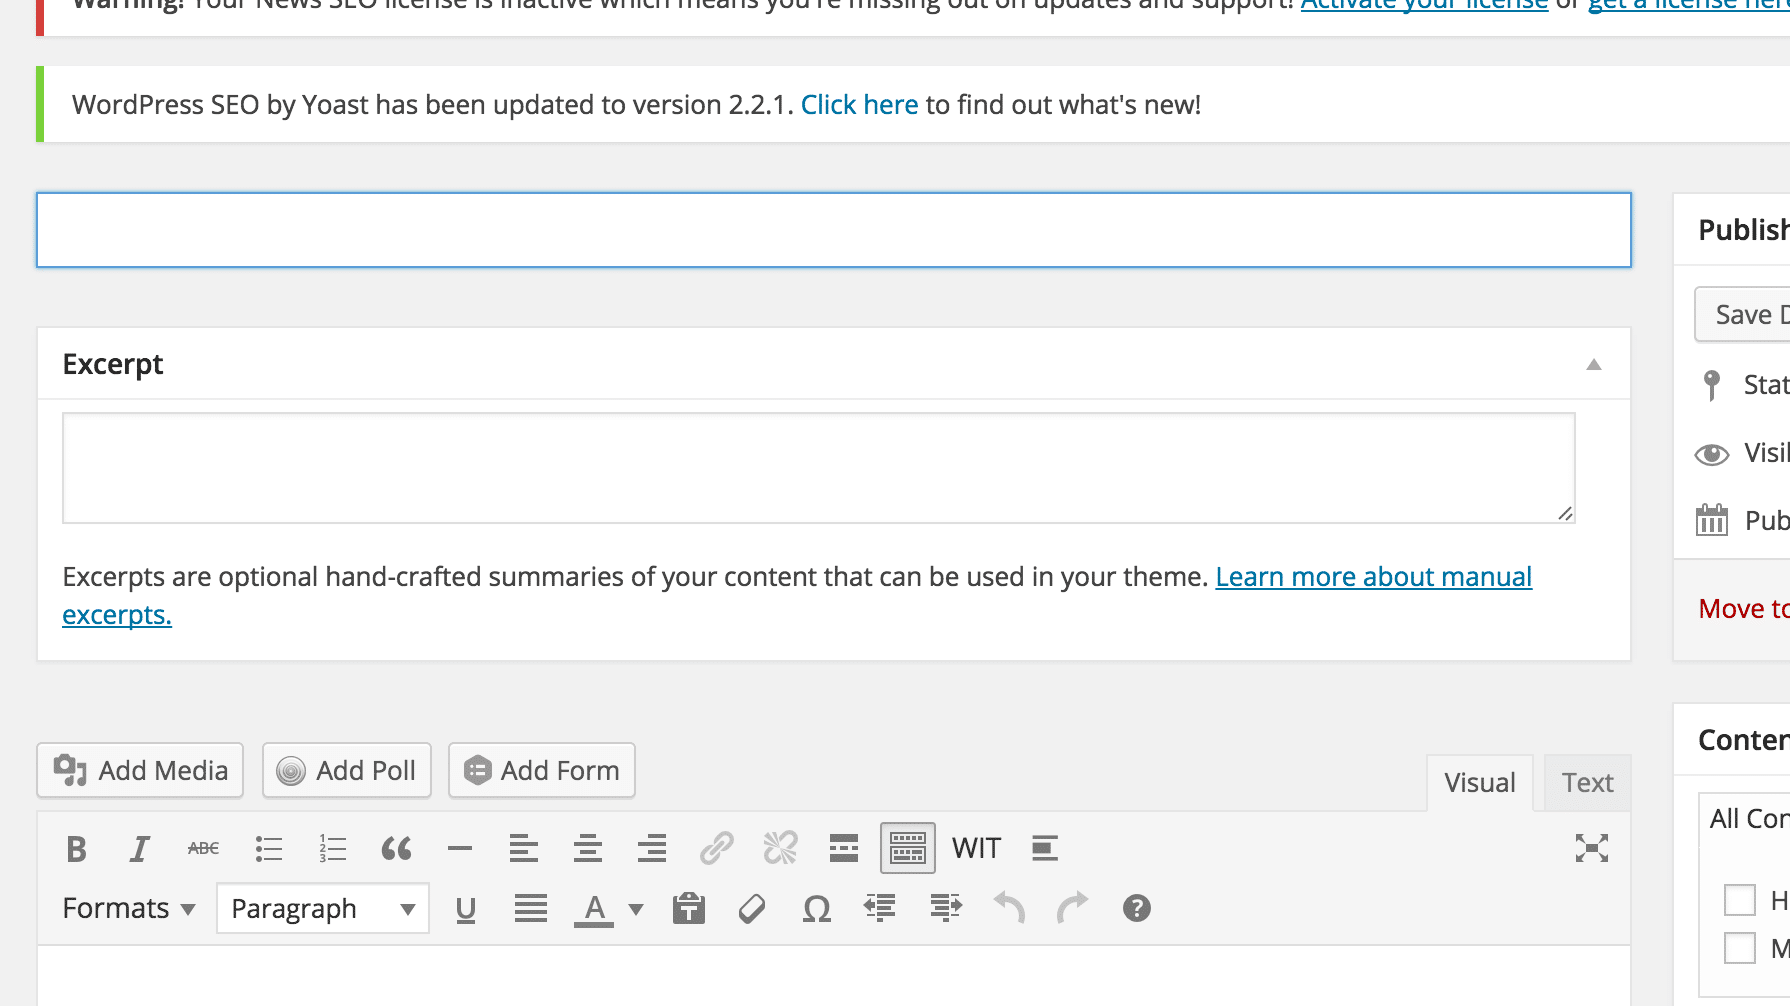 Warning! Your News SEO license is inactive which means you're missing out on updates and support! Activate your license or get a license here
WordPress SEO by Yoast has been updated to version 2.2.1. Click here to find out what's new!
Publish
Excerpt
Save D
Stat
Visi
Pub
Excerpts are optional hand-crafted summaries of your content that can be used in your theme. Learn more about manual
excerpts.
Move to
Add Media Add Poll Add Form
Visual Text
Conten
All Con
B I ABC WIT
Formats Paragraph U A Ω ?
H
M